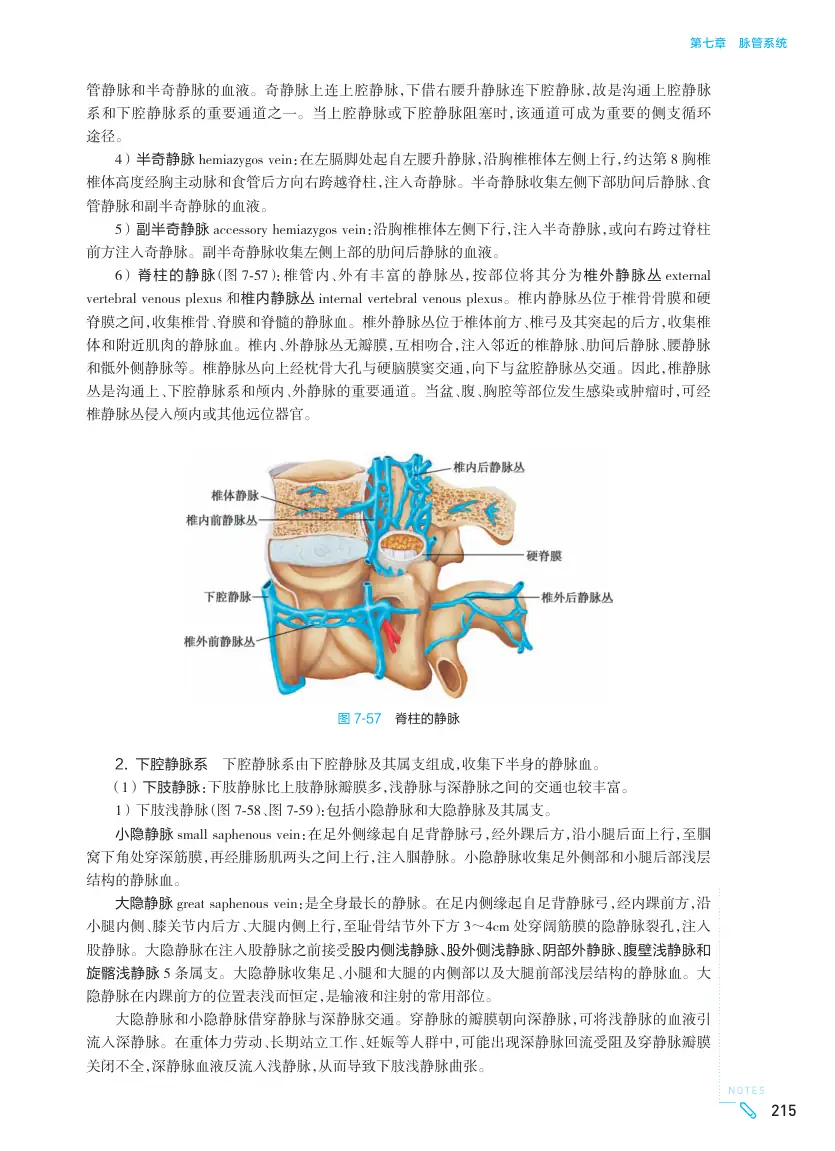 第七章　脉管系统
管静脉和半奇静脉的血液。奇静脉上连上腔静脉，下借右腰升静脉连下腔静脉，故是沟通上腔静脉
系和下腔静脉系的重要通道之一。当上腔静脉或下腔静脉阻塞时，该通道可成为重要的侧支循环
途径。
4）半奇静脉 hemiazygos vein：在左膈脚处起自左腰升静脉，沿胸椎椎体左侧上行，约达第 8 胸椎
椎体高度经胸主动脉和食管后方向右跨越脊柱，注入奇静脉。半奇静脉收集左侧下部肋间后静脉、食
管静脉和副半奇静脉的血液。
5）副半奇静脉 accessory hemiazygos vein：沿胸椎椎体左侧下行，注入半奇静脉，或向右跨过脊柱
前方注入奇静脉。副半奇静脉收集左侧上部的肋间后静脉的血液。
6）脊柱的静脉（图 7-57）：椎管内、外有丰富的静脉丛，按部位将其分为椎外静脉丛 external
vertebral venous plexus 和椎内静脉丛 internal vertebral venous plexus。椎内静脉丛位于椎骨骨膜和硬
脊膜之间，收集椎骨、脊膜和脊髓的静脉血。椎外静脉丛位于椎体前方、椎弓及其突起的后方，收集椎
体和附近肌肉的静脉血。椎内、外静脉丛无瓣膜，互相吻合，注入邻近的椎静脉、肋间后静脉、腰静脉
和骶外侧静脉等。椎静脉丛向上经枕骨大孔与硬脑膜窦交通，向下与盆腔静脉丛交通。因此，椎静脉
丛是沟通上、下腔静脉系和颅内、外静脉的重要通道。当盆、腹、胸腔等部位发生感染或肿瘤时，可经
椎静脉丛侵入颅内或其他远位器官。
椎内后静脉丛
椎体静脉
椎内前静脉丛
硬脊膜
下腔静脉
椎外后静脉丛
椎外前静脉丛
图 7-57　脊柱的静脉
2. 下腔静脉系　下腔静脉系由下腔静脉及其属支组成，收集下半身的静脉血。
（1）下肢静脉：下肢静脉比上肢静脉瓣膜多，浅静脉与深静脉之间的交通也较丰富。
1）下肢浅静脉（图 7-58、图 7-59）：包括小隐静脉和大隐静脉及其属支。
小隐静脉 small saphenous vein：在足外侧缘起自足背静脉弓，经外踝后方，沿小腿后面上行，至腘
窝下角处穿深筋膜，再经腓肠肌两头之间上行，注入腘静脉。小隐静脉收集足外侧部和小腿后部浅层
结构的静脉血。
大隐静脉 great saphenous vein：是全身最长的静脉。在足内侧缘起自足背静脉弓，经内踝前方，沿
小腿内侧、膝关节内后方、大腿内侧上行，至耻骨结节外下方 3～4cm 处穿阔筋膜的隐静脉裂孔，注入
股静脉。大隐静脉在注入股静脉之前接受股内侧浅静脉、股外侧浅静脉、阴部外静脉、腹壁浅静脉和
旋髂浅静脉 5 条属支。大隐静脉收集足、小腿和大腿的内侧部以及大腿前部浅层结构的静脉血。大
隐静脉在内踝前方的位置表浅而恒定，是输液和注射的常用部位。
大隐静脉和小隐静脉借穿静脉与深静脉交通。穿静脉的瓣膜朝向深静脉，可将浅静脉的血液引
流入深静脉。在重体力劳动、长期站立工作、妊娠等人群中，可能出现深静脉回流受阻及穿静脉瓣膜
关闭不全，深静脉血液反流入浅静脉，从而导致下肢浅静脉曲张。
NOTES
215